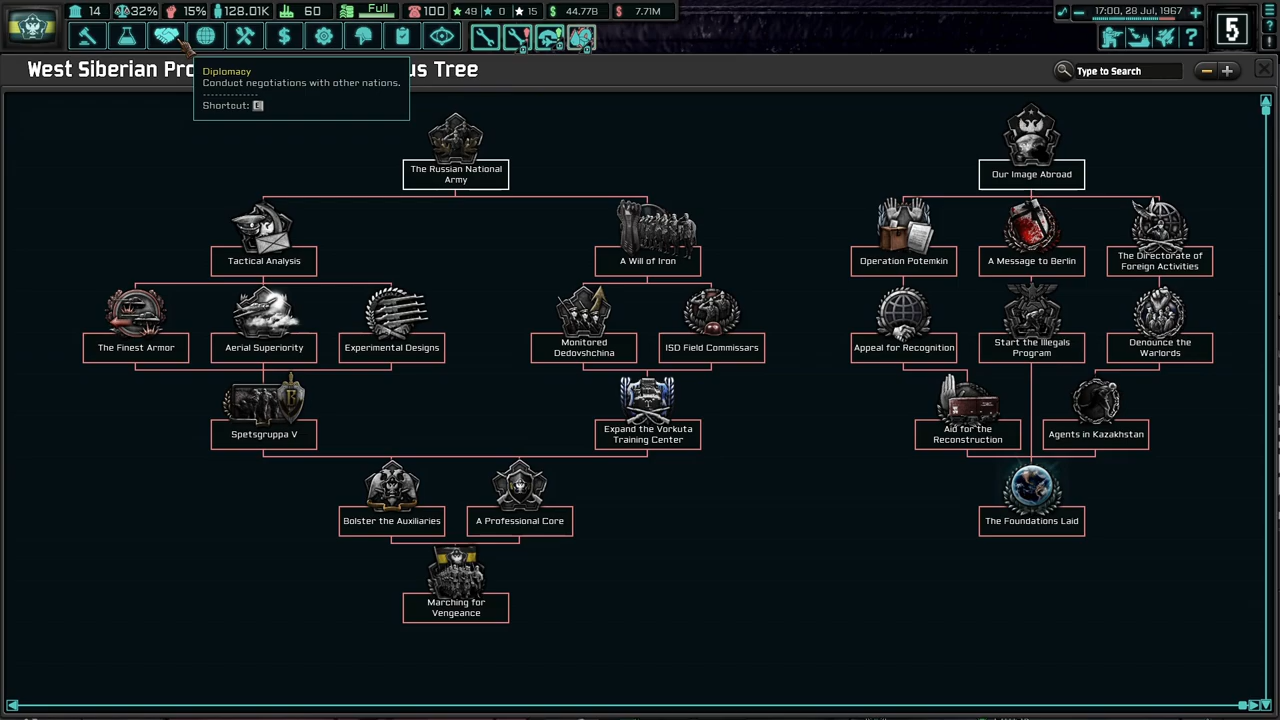 14 32% 15% 128.01K 60 Full 100 49 0 15 $ 44.77B $ 7.71M 17:00, 28 Jul, 1967 5
West Siberian Pro us Tree
Type to Search
Diplomacy
Conduct negotiations with other nations.
--------------
Shortcut:
The Russian National
Army
Our Image Abroad
Tactical Analysis
A Will of Iron
Operation Potemkin
A Message to Berlin
The Directorate of
Foreign Activities
The Finest Armor
Aerial Superiority
Experimental Designs
Monitored
Dedovshchina
ISD Field Commissars
Appeal for Recognition
Start the Illegals
Program
Denounce the
Warlords
Spetsgruppa V
Expand the Vorkuta
Training Center
Aid for the
Reconstruction
Agents in Kazakhstan
Bolster the Auxiliaries
A Professional Core
The Foundations Laid
Marching for
Vengeance